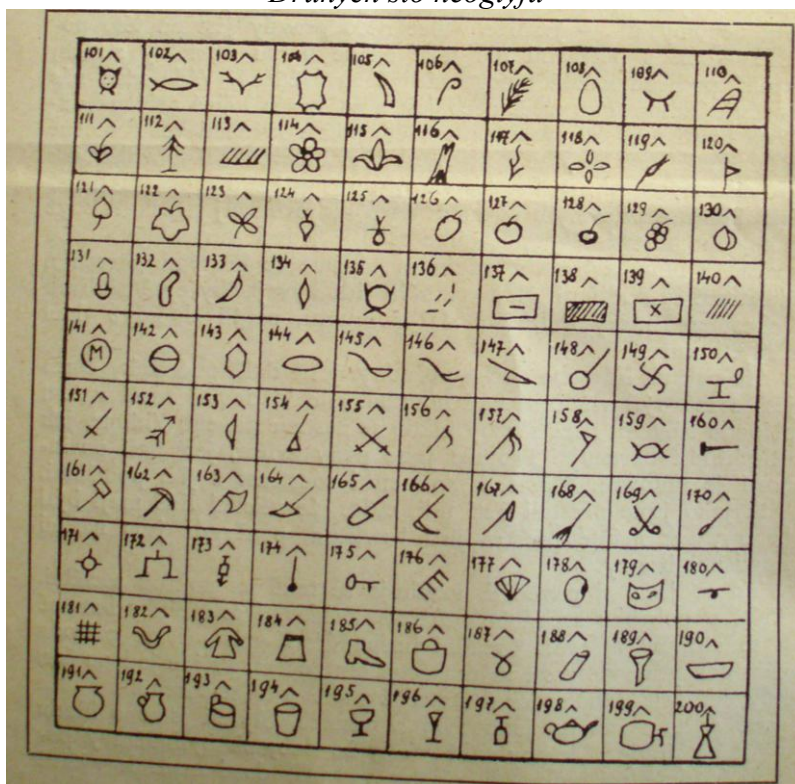 Druhých sto neoglyfů
101^ 102^ 103^ 104^ 105^ 106^ 107^ 108^ 109^ 110^
111^ 112^ 113^ 114^ 115^ 116^ 117^ 118^ 119^ 120^
121^ 122^ 123^ 124^ 125^ 126^ 127^ 128^ 129^ 130^
131^ 132^ 133^ 134^ 135^ 136^ 137^ 138^ 139^ 140^
141^ 142^ 143^ 144^ 145^ 146^ 147^ 148^ 149^ 150^
M
151^ 152^ 153^ 154^ 155^ 156^ 157^ 158^ 159^ 160^
161^ 162^ 163^ 164^ 165^ 166^ 167^ 168^ 169^ 170^
171^ 172^ 173^ 174^ 175^ 176^ 177^ 178^ 179^ 180^
181^ 182^ 183^ 184^ 185^ 186^ 187^ 188^ 189^ 190^
191^ 192^ 193^ 194^ 195^ 196^ 197^ 198^ 199^ 200^